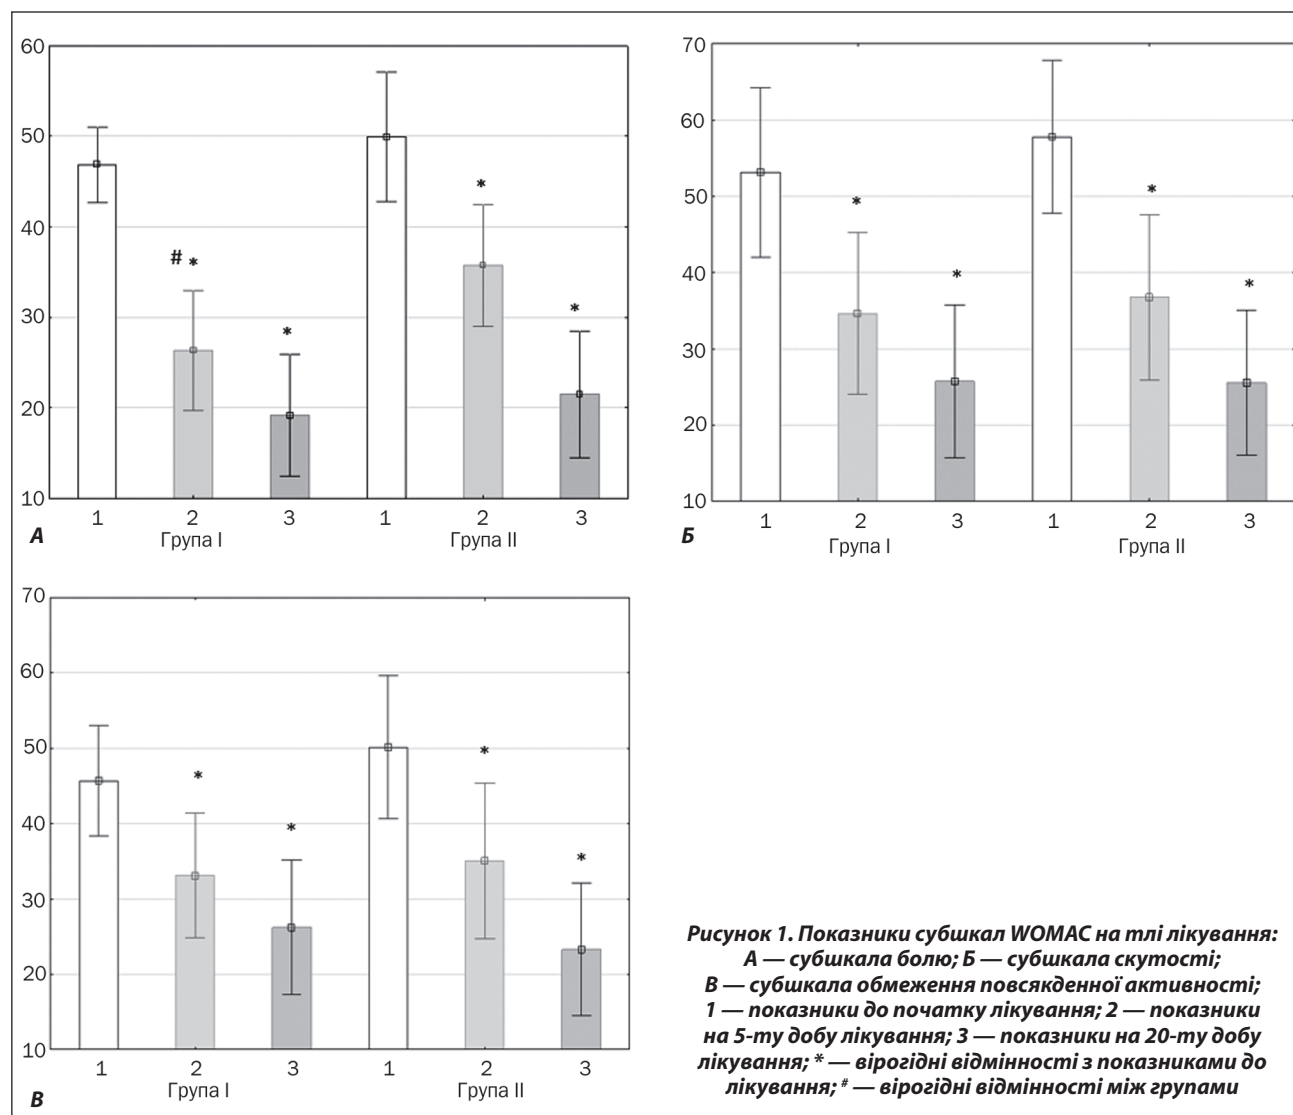 60
50
40
30
20
10
# *
*
*
*
1 2 3 1 2 3
Група I Група II
А
70
60
50
40
30
20
10
*
*
*
*
1 2 3 1 2 3
Група I Група II
Б
70
60
50
40
30
20
10
*
*
*
*
1 2 3 1 2 3
Група I Група II
В
Рисунок 1. Показники субшкал WOMAC на тлі лікування:
А — субшкала болю; Б — субшкала скутості;
В — субшкала обмеження повсякденної активності;
1 — показники до початку лікування; 2 — показники
на 5-ту добу лікування; 3 — показники на 20-ту добу
лікування; * — вірогідні відмінності з показниками до
лікування; # — вірогідні відмінності між групами